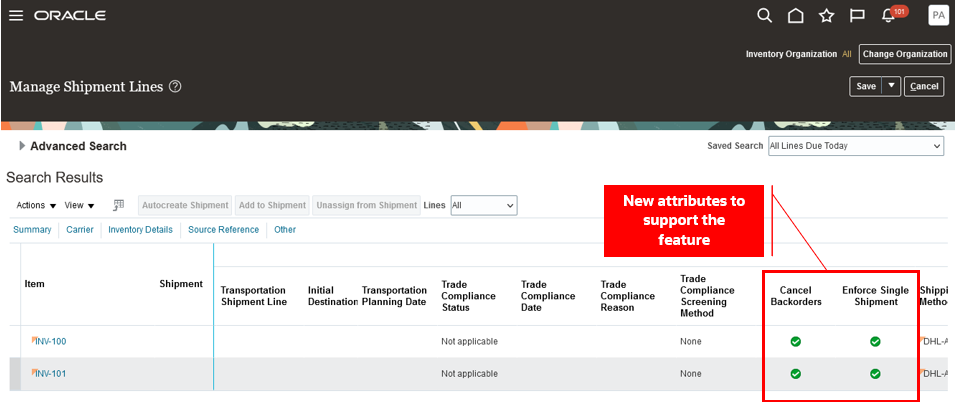 ORACLE
101
PA
Inventory Organization All Change Organization
Manage Shipment Lines ?
Save Cancel
Advanced Search
Saved Search All Lines Due Today
Search Results
Actions View Autocreate Shipment Add to Shipment Unassign from Shipment Lines All
New attributes to
support the
feature
Summary Carrier Inventory Details Source Reference Other
Item
Shipment
Transportation
Shipment Line
Initial
Destination
Transportation
Planning Date
Trade
Compliance
Status
Trade
Compliance
Date
Trade
Compliance
Reason
Trade
Compliance
Screening
Method
Cancel
Backorders
Enforce Single
Shipment
Shippi
Metho
INV-100 Not applicable None DHL-A
INV-101 Not applicable None DHL-A